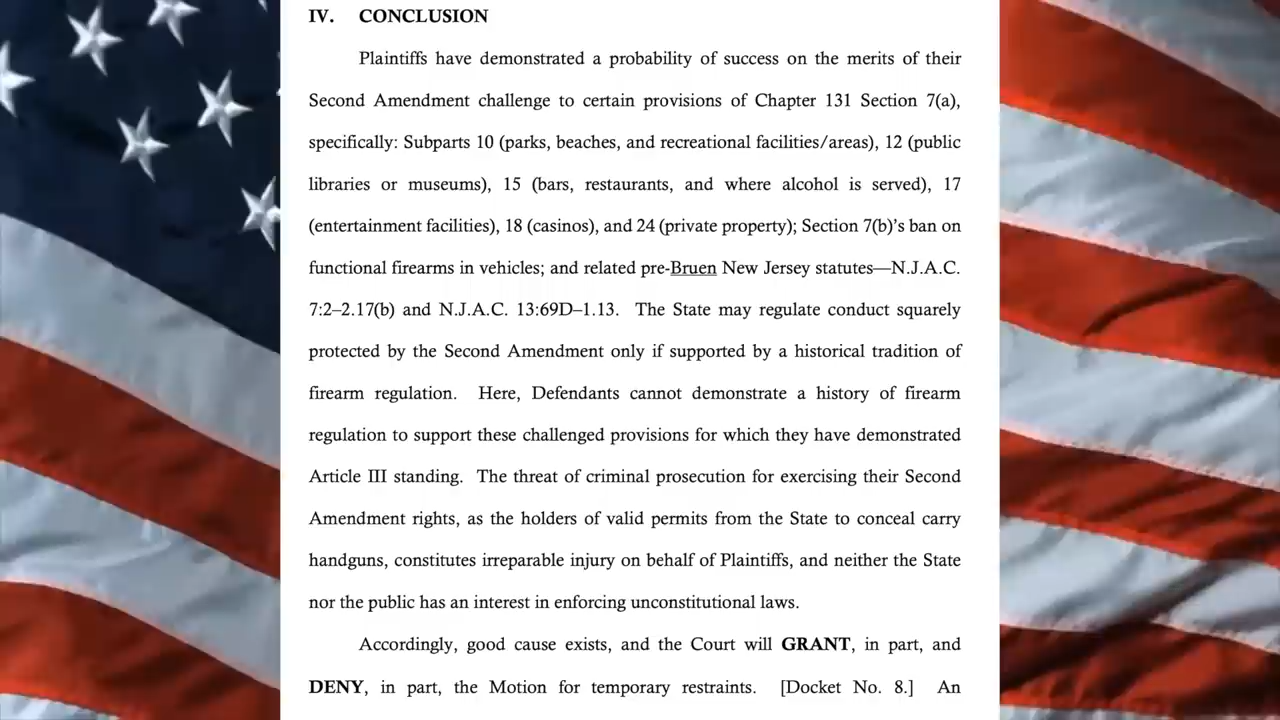 IV. CONCLUSION
Plaintiffs have demonstrated a probability of success on the merits of their
Second Amendment challenge to certain provisions of Chapter 131 Section 7(a),
specifically: Subparts 10 (parks, beaches, and recreational facilities/areas), 12 (public
libraries or museums), 15 (bars, restaurants, and where alcohol is served), 17
(entertainment facilities), 18 (casinos), and 24 (private property); Section 7(b)’s ban on
functional firearms in vehicles; and related pre-Bruen New Jersey statutes—N.J.A.C.
7:2–2.17(b) and N.J.A.C. 13:69D–1.13. The State may regulate conduct squarely
protected by the Second Amendment only if supported by a historical tradition of
firearm regulation. Here, Defendants cannot demonstrate a history of firearm
regulation to support these challenged provisions for which they have demonstrated
Article III standing. The threat of criminal prosecution for exercising their Second
Amendment rights, as the holders of valid permits from the State to conceal carry
handguns, constitutes irreparable injury on behalf of Plaintiffs, and neither the State
nor the public has an interest in enforcing unconstitutional laws.
Accordingly, good cause exists, and the Court will GRANT, in part, and
DENY, in part, the Motion for temporary restraints. [Docket No. 8.] An